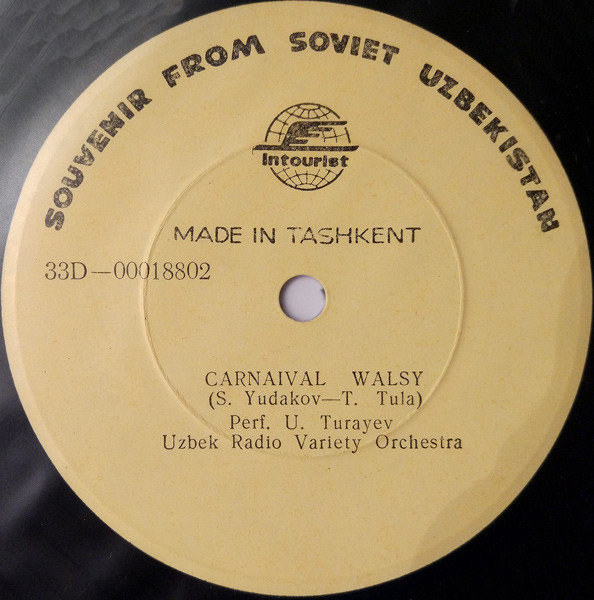 SOUVENIR FROM SOVIET UZBEKISTAN
Intourist
MADE IN TASHKENT
33D—00018802
CARNAIVAL WALSY
(S. Yudakov—T. Tula)
Perf. U. Turayev
Uzbek Radio Variety Orchestra